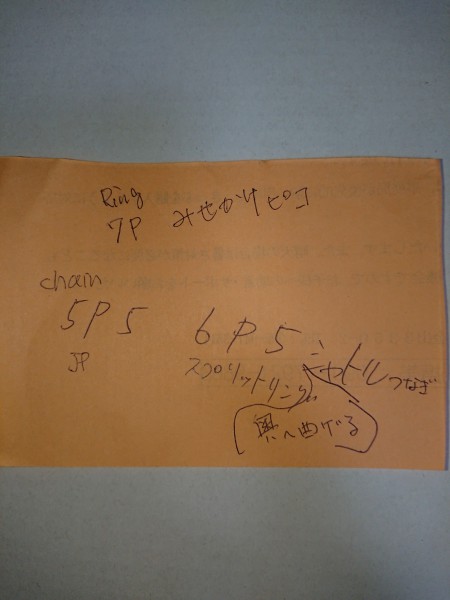 Ring
7P みせかけピコ
chain
5P5 6P5
JP スプリットリング シャトルつなぎ
奥へ曲げる